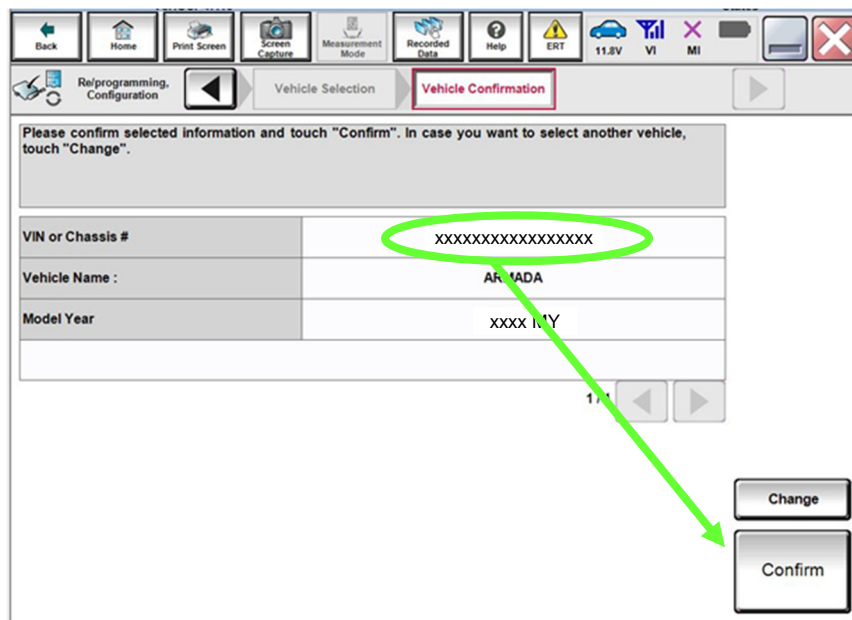 Back
Home
Print Screen
Screen
Capture
Measurement
Mode
Recorded
Data
Help
ERT
11.8V
VI
MI
Re/programming,
Configuration
Vehicle Selection
Vehicle Confirmation
Please confirm selected information and touch "Confirm". In case you want to select another vehicle,
touch "Change".
VIN or Chassis #
xxxxxxxxxxxxxxxxx
Vehicle Name :
ARMADA
Model Year
xxxx MY
1/1
Change
Confirm